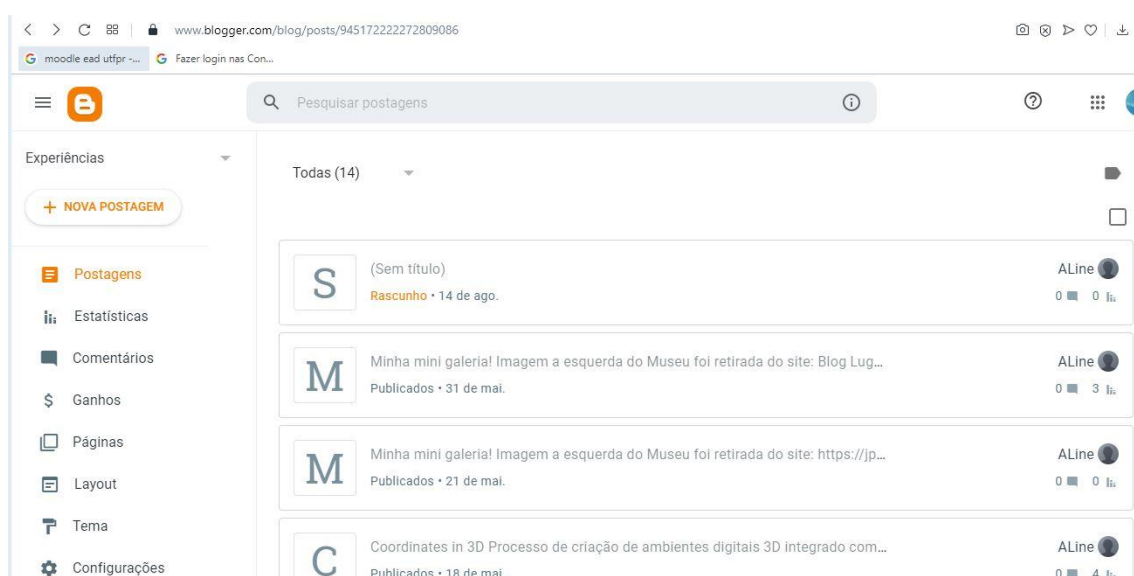 www.blogger.com/blog/posts/945172222272809086
moodle ead utfpr -... Fazer login nas Con...
Pesquisar postagens
Experiências
Todas (14)
+ NOVA POSTAGEM
Postagens
Estatísticas
Comentários
Ganhos
Páginas
Layout
Tema
Configurações
S
(Sem título)
Rascunho • 14 de ago.
ALine
0 0
M
Minha mini galeria! Imagem a esquerda do Museu foi retirada do site: Blog Lug...
Publicados • 31 de mai.
ALine
0 3
M
Minha mini galeria! Imagem a esquerda do Museu foi retirada do site: https://jp...
Publicados • 21 de mai.
ALine
0 0
C
Coordinates in 3D Processo de criação de ambientes digitais 3D integrado com...
Publicados • 18 de mai.
ALine
0 4